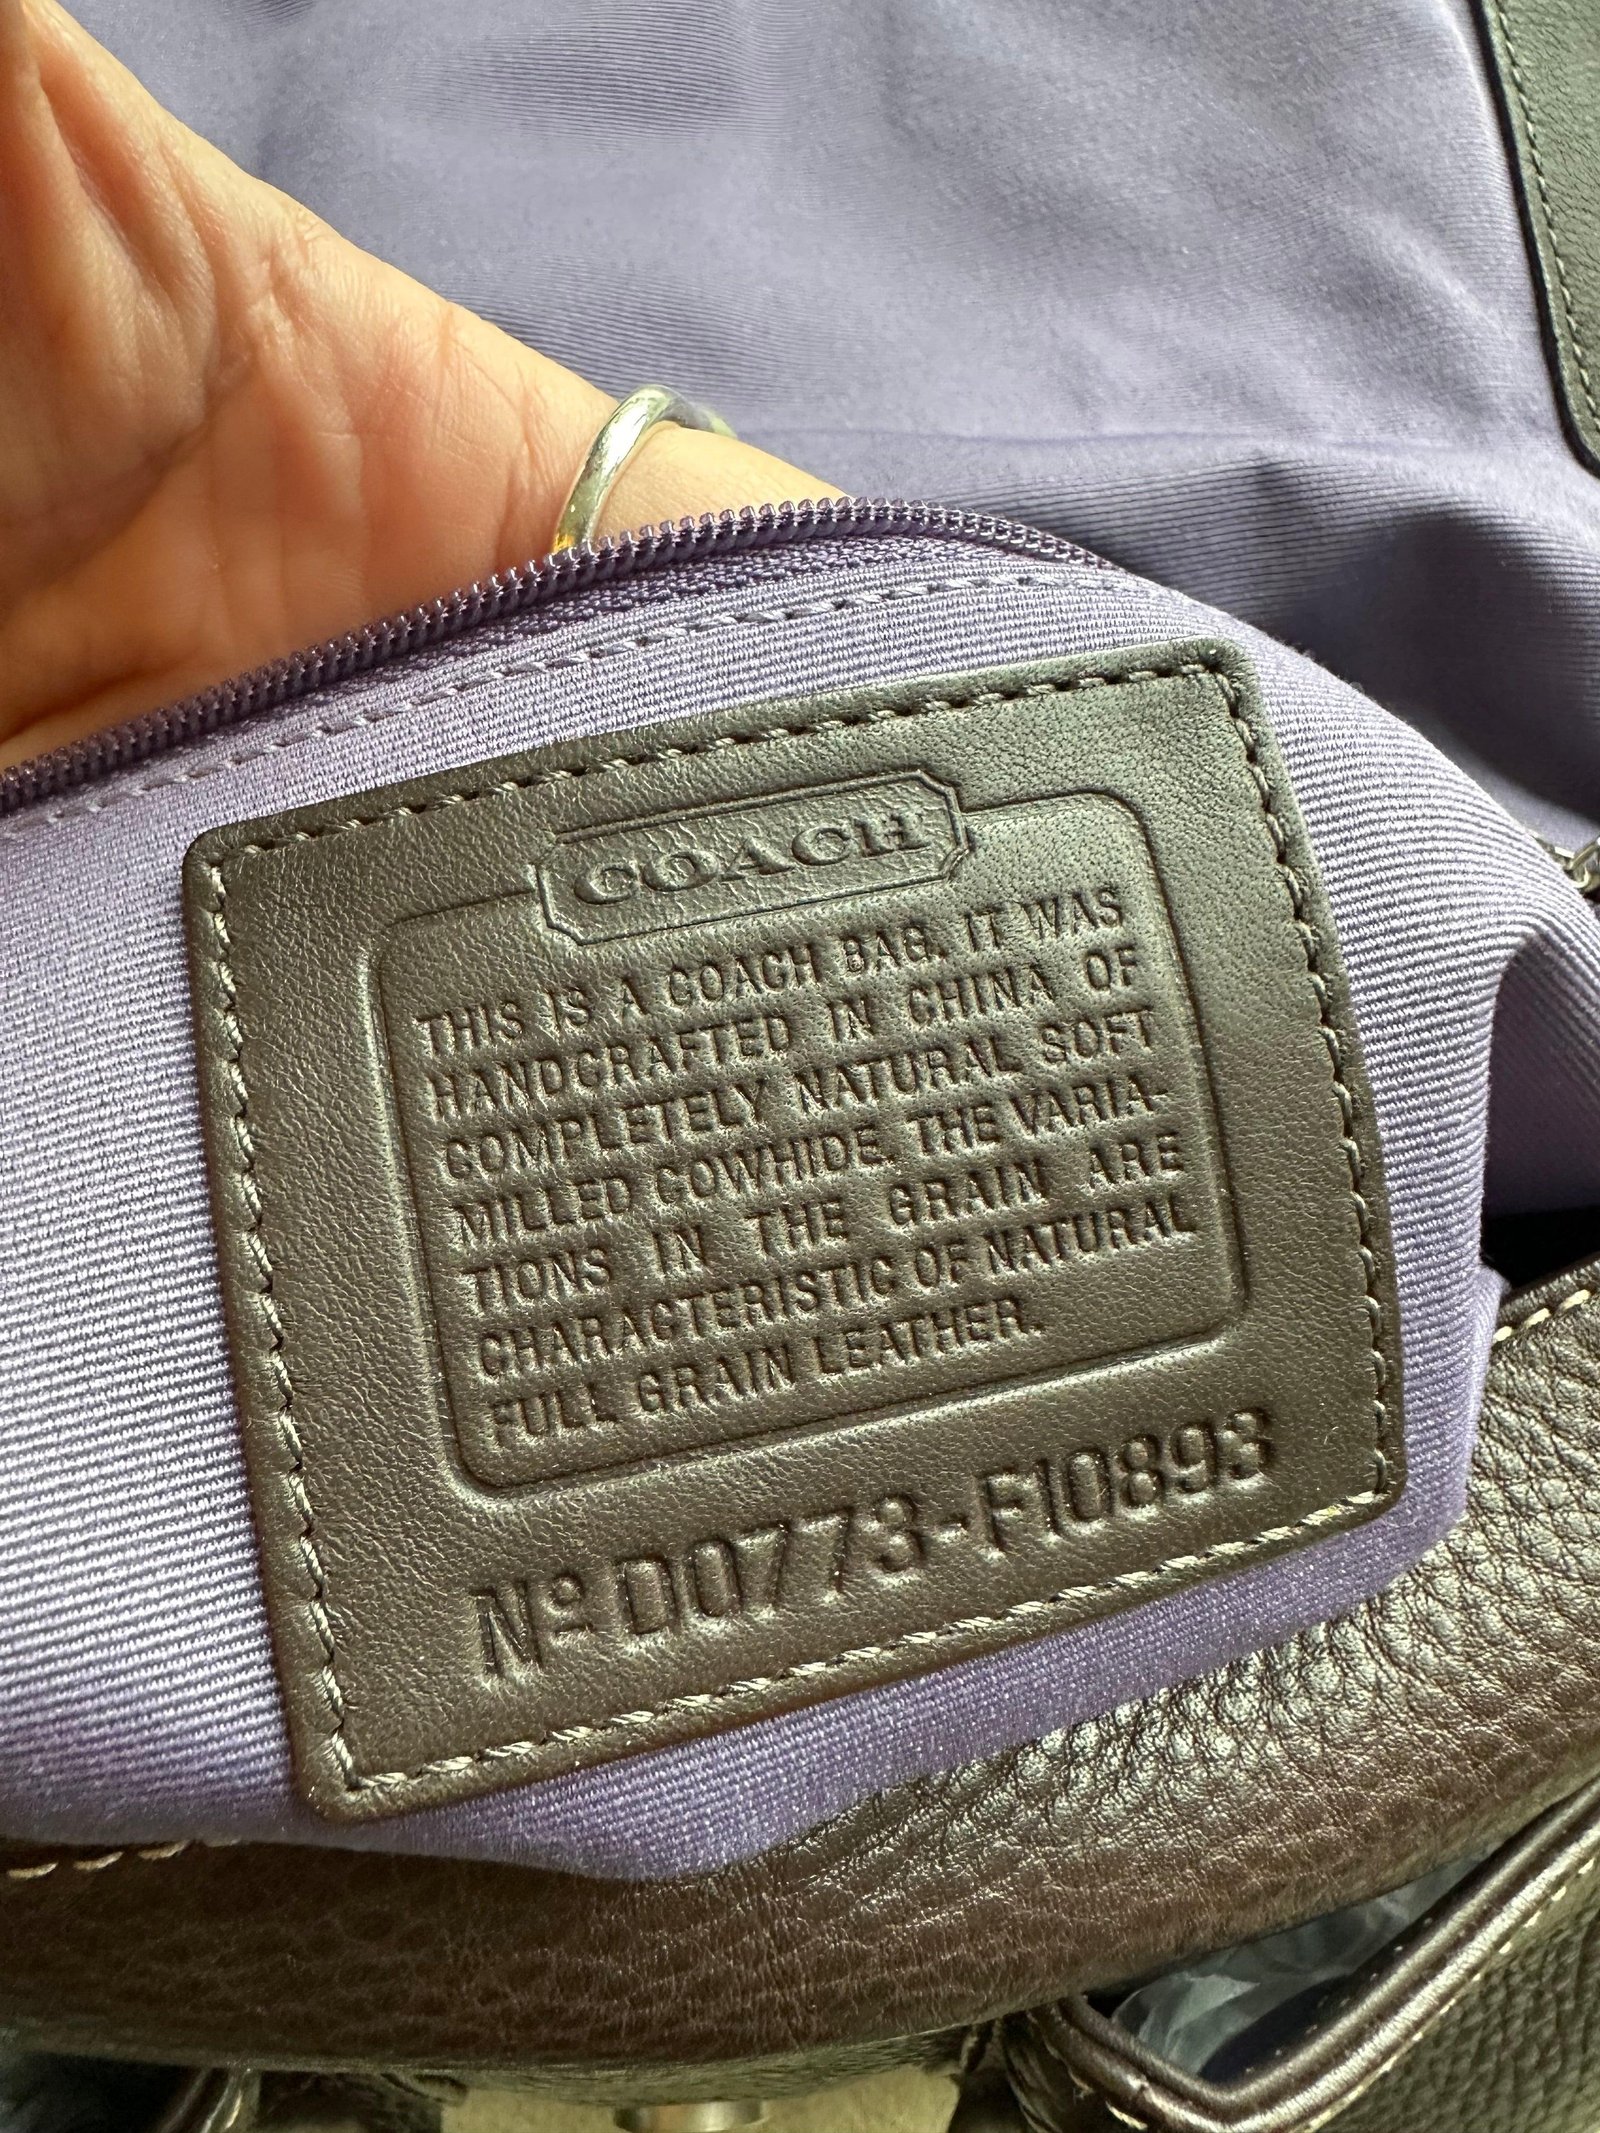 COACH
THIS IS A COACH BAG. IT WAS
HANDCRAFTED IN CHINA OF
COMPLETELY NATURAL SOFT
MILLED COWHIDE. THE VARIA-
TIONS IN THE GRAIN ARE
CHARACTERISTIC OF NATURAL
FULL GRAIN LEATHER.
Nº D0773-F10893